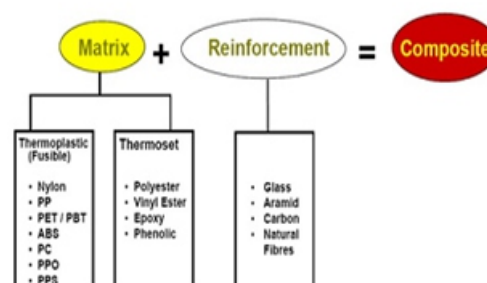 Matrix + Reinforcement = Composite
Thermoplastic
(Fusible)
• Nylon
• PP
• PET / PBT
• ABS
• PC
• PPO
• PPS
Thermoset
• Polyester
• Vinyl Ester
• Epoxy
• Phenolic
• Glass
• Aramid
• Carbon
• Natural
Fibres